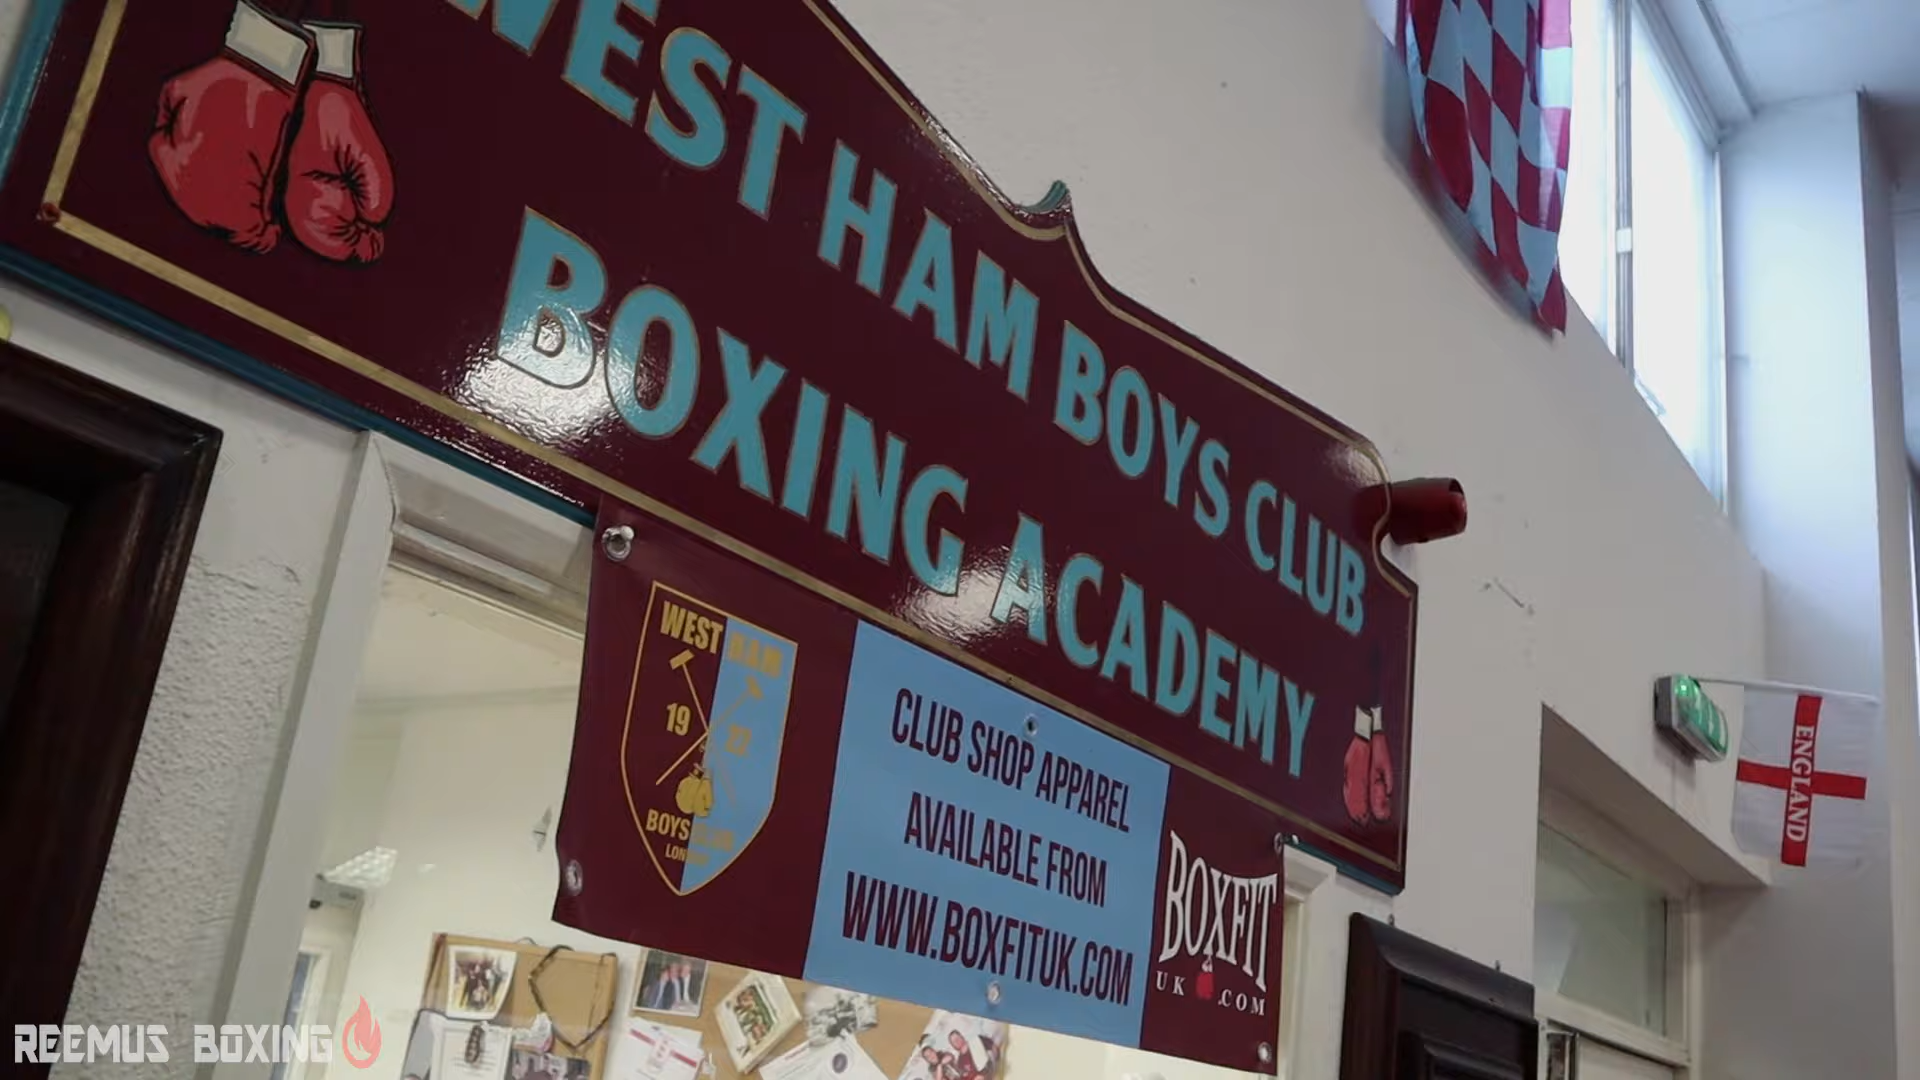 WEST HAM BOYS CLUB
BOXING ACADEMY
WEST HAM
19 22
BOYS CLUB
LONDON
CLUB SHOP APPAREL
AVAILABLE FROM
WWW.BOXFITUK.COM
BOXFIT
UK .COM
ENGLAND
REEMUS BOXING